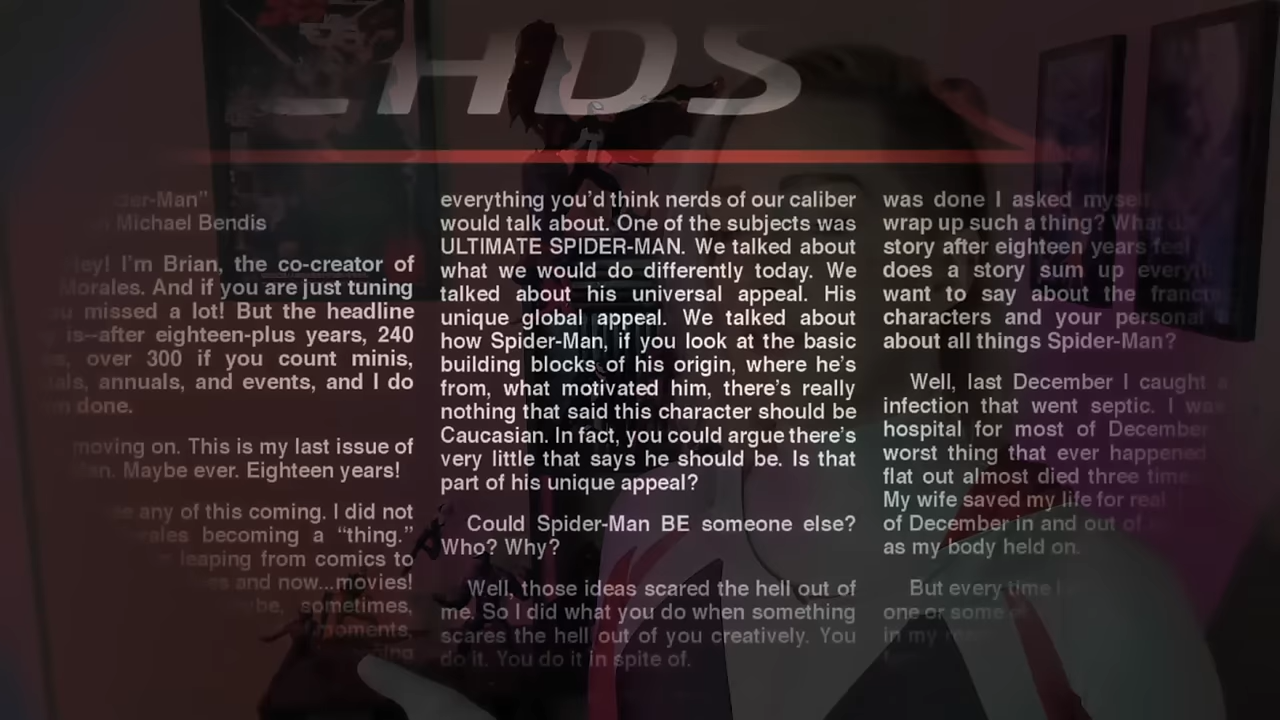 HDS
Michael Bendis
I'm Brian, the co-creator of
Morales. And if you are just tuning
missed a lot! But the headline
is—after eighteen-plus years, 240
over 300 if you count minis,
annuals, and events, and I do
done.
moving on. This is my last issue of
Maybe ever. Eighteen years!
any of this coming. I did not
becoming a “thing.”
leaping from comics to
and now...movies!
sometimes,
moments,
everything you'd think nerds of our caliber
would talk about. One of the subjects was
ULTIMATE SPIDER-MAN. We talked about
what we would do differently today. We
talked about his universal appeal. His
unique global appeal. We talked about
how Spider-Man, if you look at the basic
building blocks of his origin, where he's
from, what motivated him, there's really
nothing that said this character should be
Caucasian. In fact, you could argue there's
very little that says he should be. Is that
part of his unique appeal?
Could Spider-Man BE someone else?
Who? Why?
Well, those ideas scared the hell out of
me. So I did what you do when something
scares the hell out of you creatively. You
do it. You do it in spite of.
was done I asked
wrap up such a thing? What
story after eighteen years feel
does a story sum up
want to say about the
characters and your personal
about all things Spider-Man?
Well, last December I caught
infection that went septic. I was
hospital for most of December
worst thing that ever happened
flat out almost died three
My wife saved my life for real
of December in and out of
as my body held on.
But every time
one or some
in my